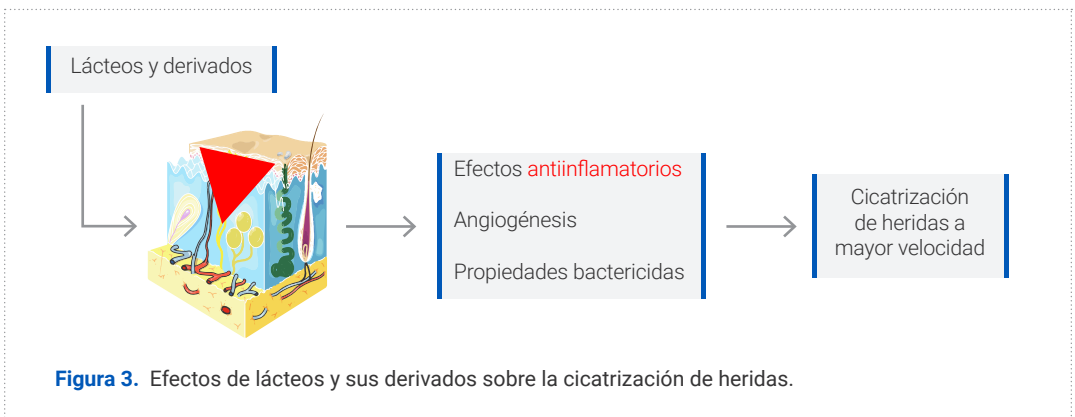 Lácteos y derivados
Efectos antiinflamatorios
Angiogénesis
Propiedades bactericidas
Cicatrización
de heridas a
mayor velocidad
Figura 3. Efectos de lácteos y sus derivados sobre la cicatrización de heridas.